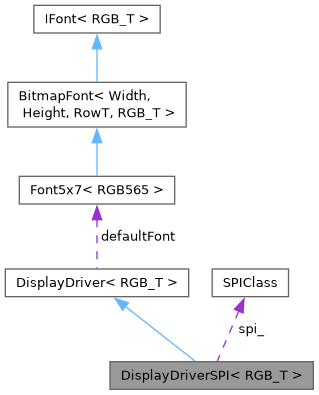 IFont< RGB_T >
BitmapFont< Width,
Height, RowT, RGB_T >
Font5x7< RGB565 >
defaultFont
DisplayDriver< RGB_T >
SPIClass
spi_
DisplayDriverSPI< RGB_T >